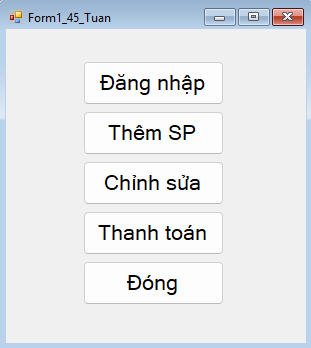 Form1_45_Tuan
Đăng nhập
Thêm SP
Chỉnh sửa
Thanh toán
Đóng